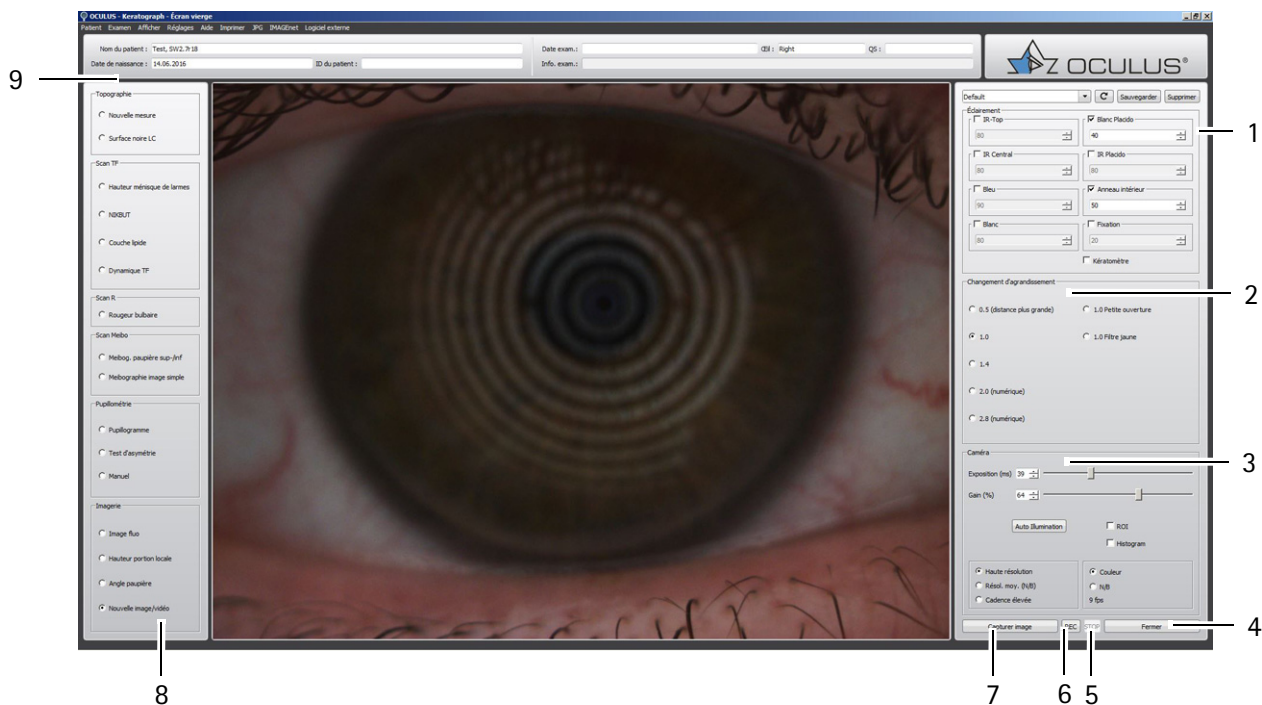 OCULUS - Keratograph - Écran vierge
Patient Examen Afficher Réglages Aide Imprimer JPG IMAGEnet Logiciel externe
Nom du patient : Test, SW2.7r18
Date exam.: Œil : Right QS :
Date de naissance : 14.06.2016 ID du patient :
Info. exam.:
OCULUS®
9
Topographie
Nouvelle mesure
Surface noire LC
Scan TF
Hauteur ménisque de larmes
NIKBUT
Couche lipide
Dynamique TF
Scan R
Rougeur bulbaire
Scan Meibo
Meibog. paupière sup-/inf
Meibographie image simple
Pupillométrie
Pupillogramme
Test d'asymétrie
Manuel
Imagerie
Image fluo
Hauteur portion locale
Angle paupière
Nouvelle image/vidéo
8
Default Sauvegarder Supprimer
Éclairement
IR-Top Blanc Placido
80 40
1
IR Central IR Placido
80 80
Bleu Anneau intérieur
90 50
Blanc Fixation
80 20
Kératomètre
Changement d'agrandissement
2
0.5 (distance plus grande) 1.0 Petite ouverture
1.0 1.0 Filtre jaune
1.4
2.0 (numérique)
2.8 (numérique)
Caméra
3
Exposition (ms) 39
Gain (%) 64
Auto Illumination ROI
Histogram
Haute résolution Couleur
Résol. moy. (N/B) N/B
Cadence élevée 9 fps
Capturer image REC STOP Fermer
4
7 6 5